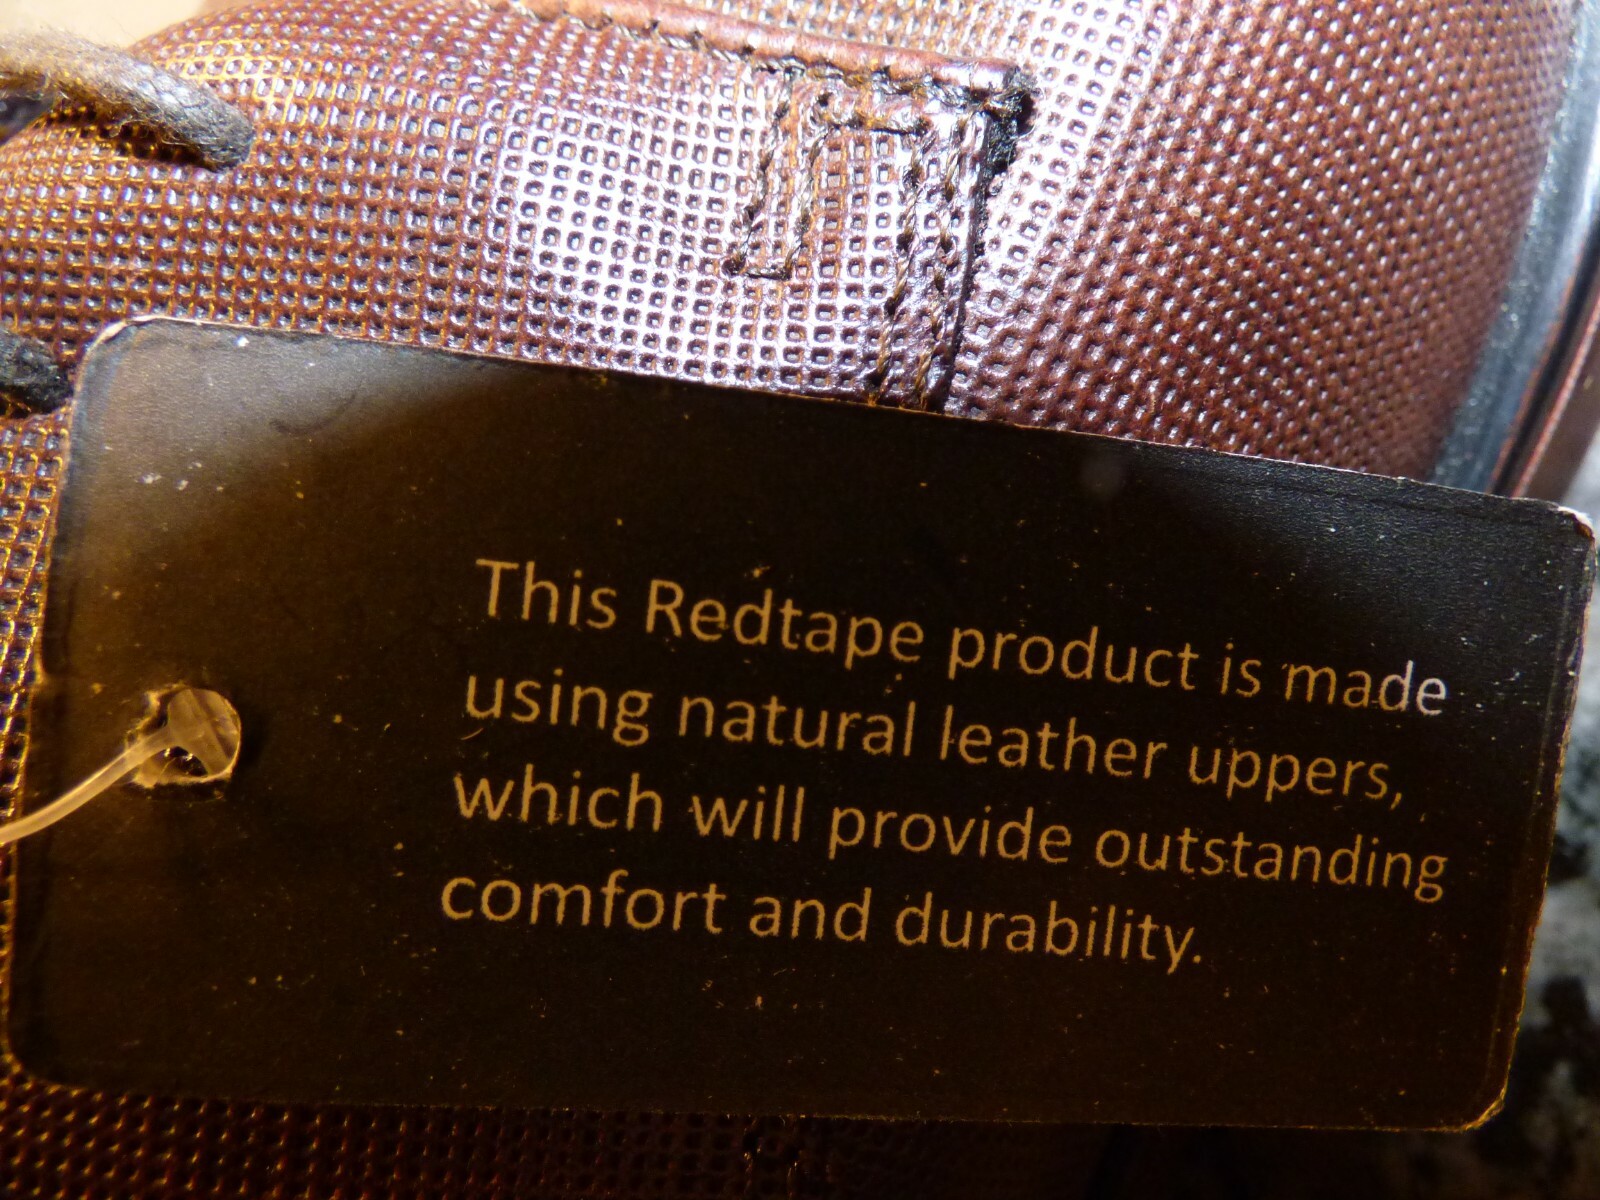 This Redtape product is made
using natural leather uppers,
which will provide outstanding
comfort and durability.